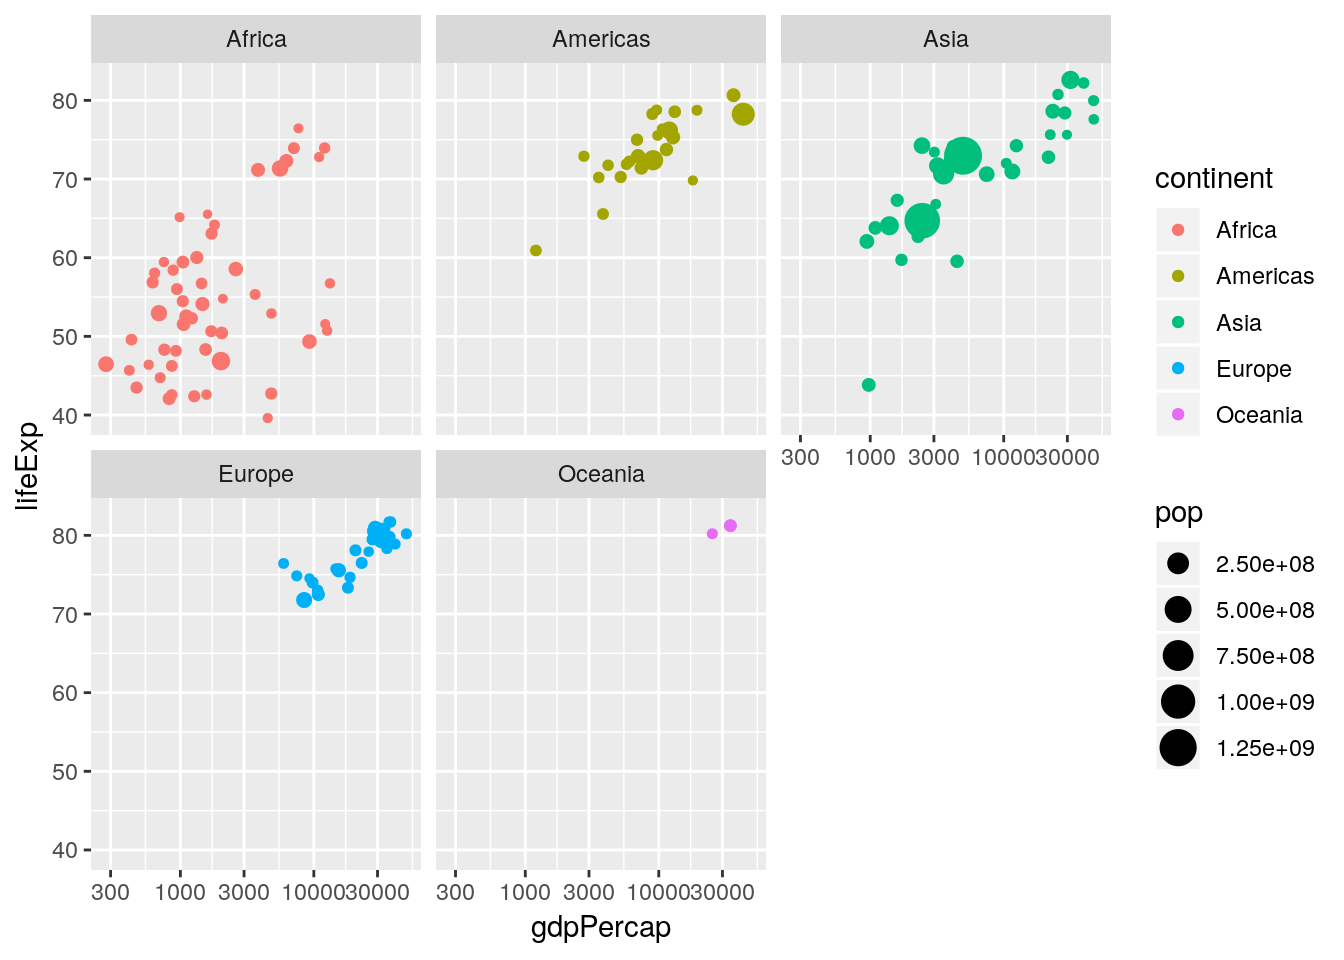 Africa Americas Asia
80
70
60
50
40
300 1000 3000 10000 30000
Europe Oceania
80
70
60
50
40
300 1000 3000 10000 30000 300 1000 3000 10000 30000
gdpPercap
lifeExp
continent
Africa
Americas
Asia
Europe
Oceania
pop
2.50e+08
5.00e+08
7.50e+08
1.00e+09
1.25e+09